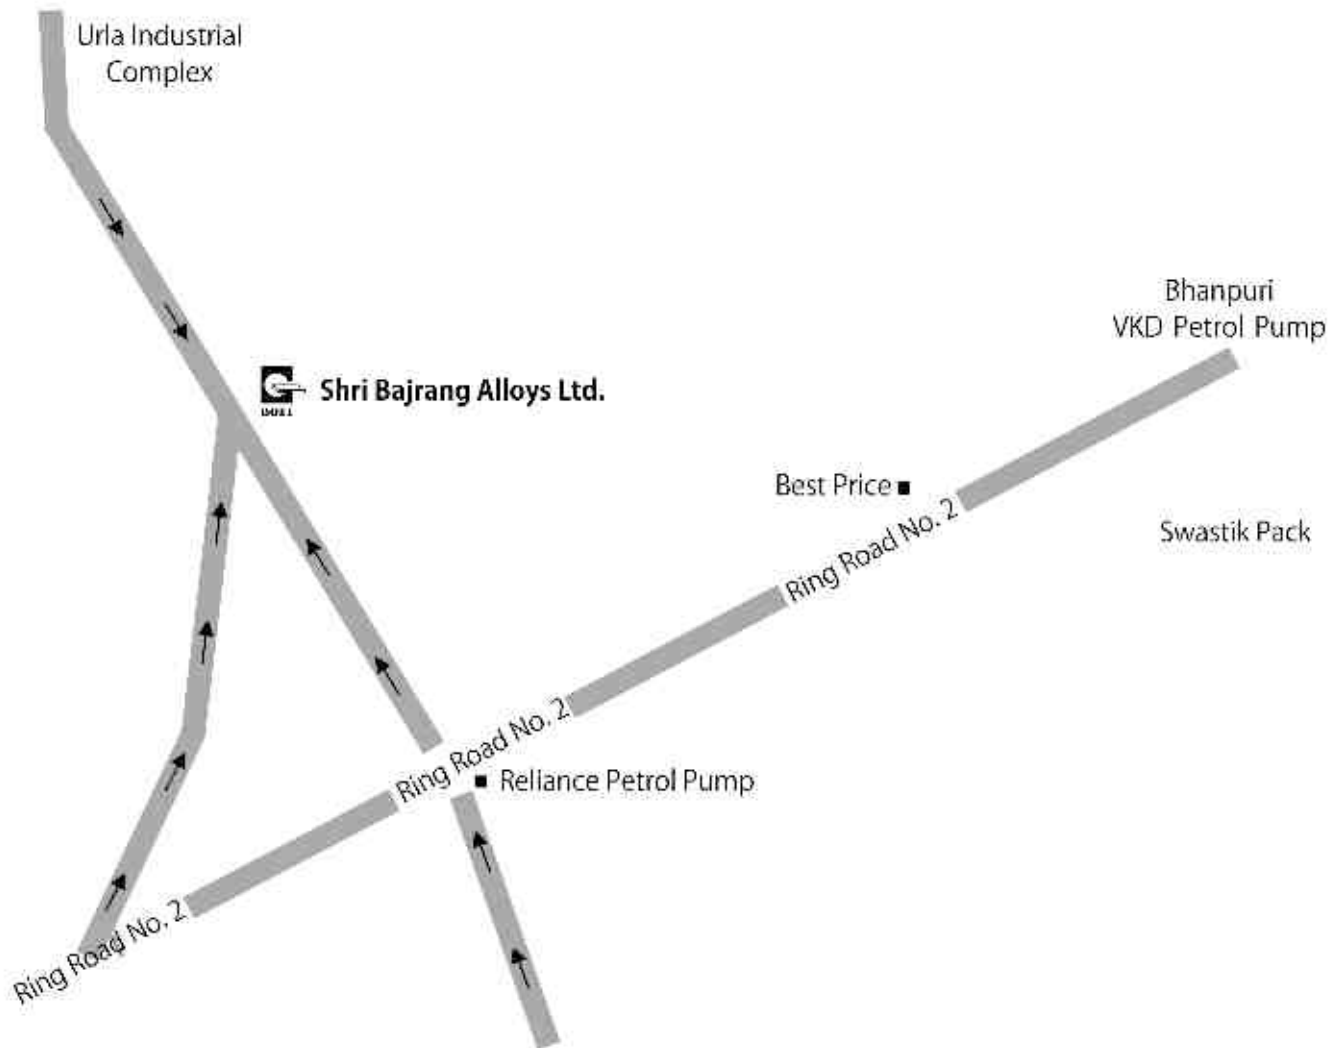 Urla Industrial
Complex
Bhanpuri
VKD Petrol Pump
Shri Bajrang Alloys Ltd.
Best Price
Ring Road No. 2
Swastik Pack
Ring Road No. 2
Reliance Petrol Pump
Ring Road No. 2